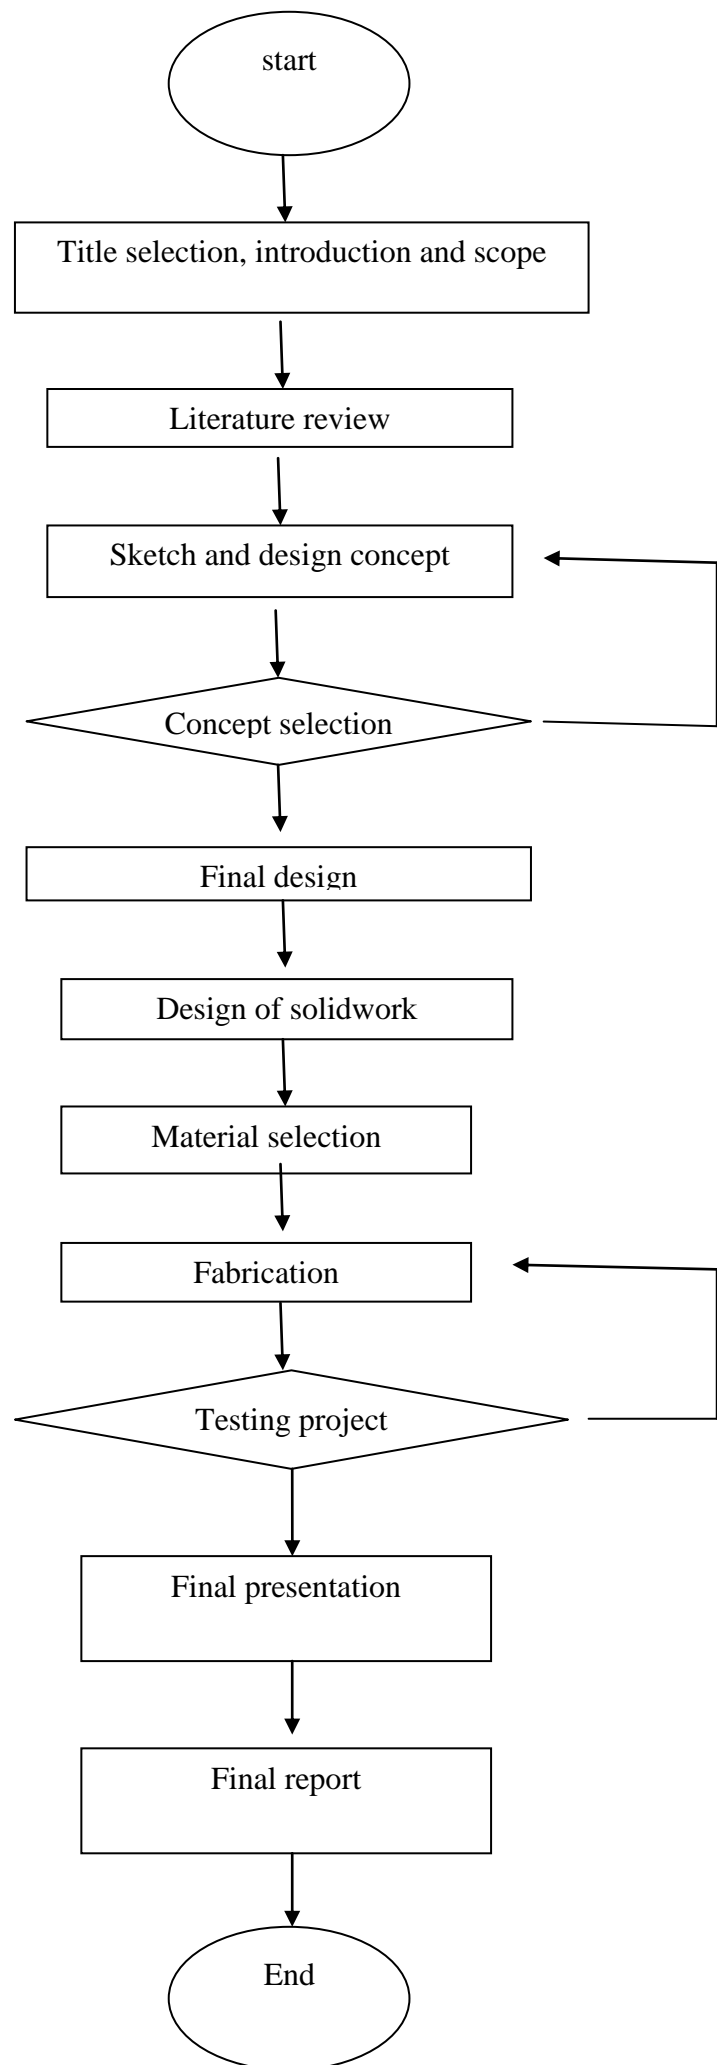 start
Title selection, introduction and scope
Literature review
Sketch and design concept
Concept selection
Final design
Design of solidwork
Material selection
Fabrication
Testing project
Final presentation
Final report
End